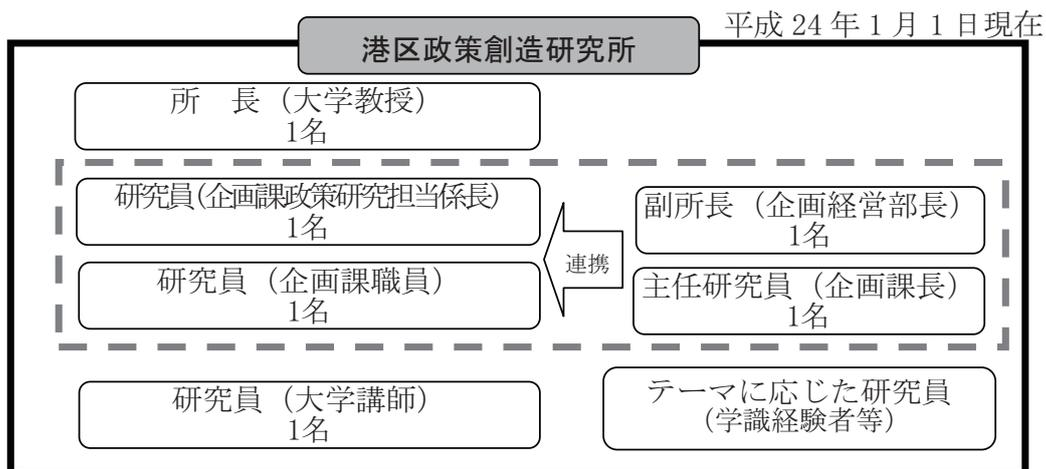 平成 24 年 1 月 1 日現在
港区政策創造研究所
所　長（大学教授）
1名
研究員(企画課政策研究担当係長)
1名
研究員（企画課職員）
1名
連携
副所長（企画経営部長）
1名
主任研究員（企画課長）
1名
研究員（大学講師）
1名
テーマに応じた研究員
（学識経験者等）